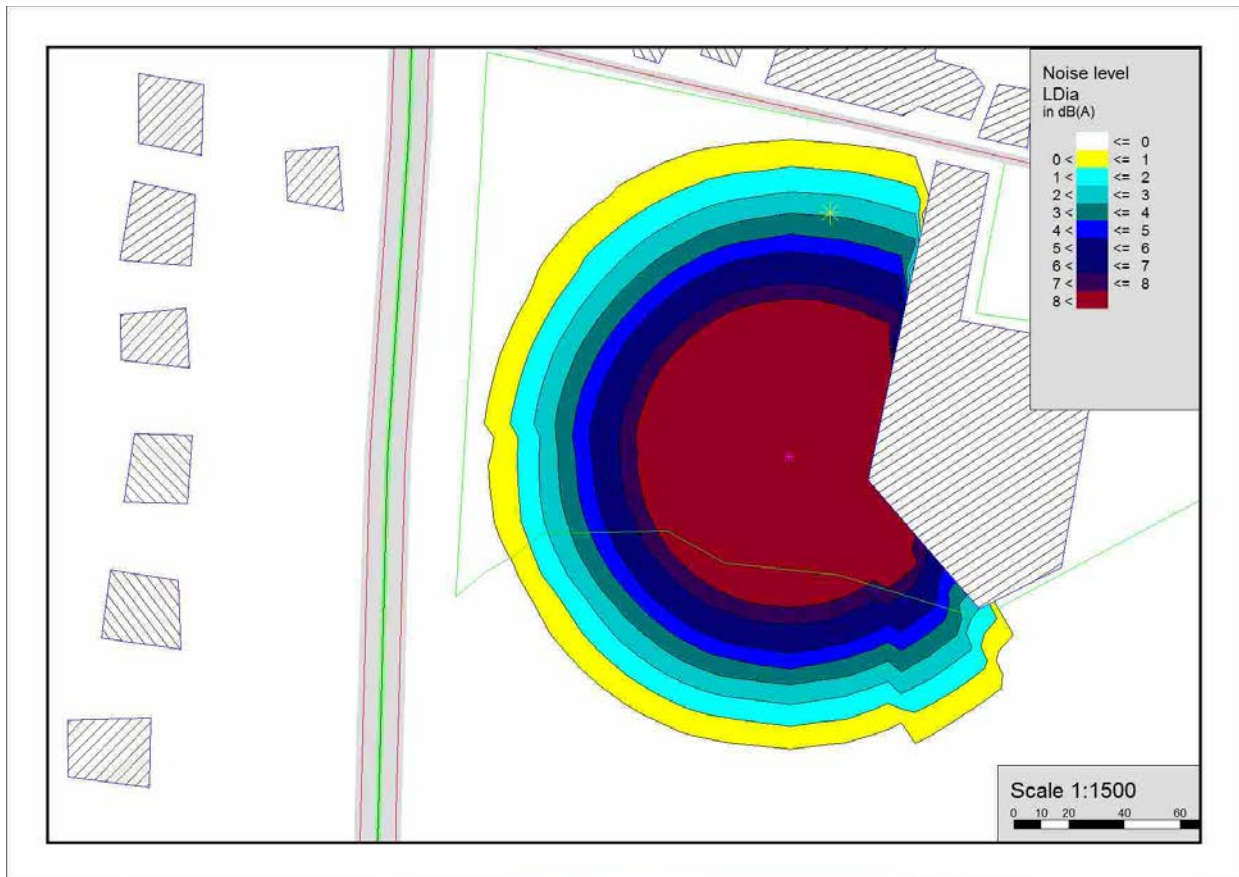 Noise level
LDia
in dB(A)
<= 0
0 < <= 1
1 < <= 2
2 < <= 3
3 < <= 4
4 < <= 5
5 < <= 6
6 < <= 7
7 < <= 8
8 <
Scale 1:1500
0 10 20 40 60